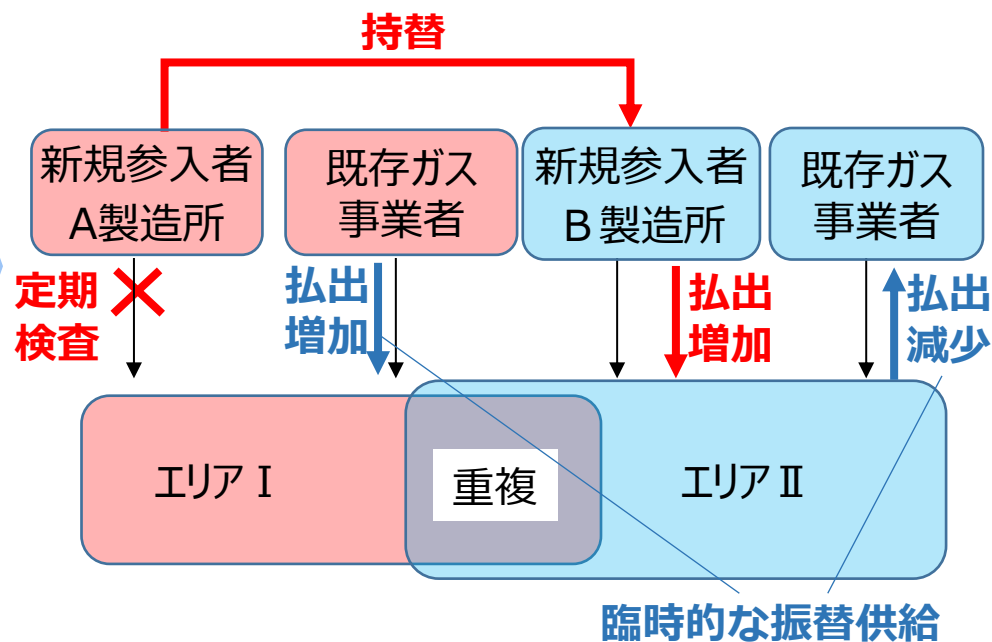 持替
新規参入者
A製造所
既存ガス
事業者
新規参入者
B製造所
既存ガス
事業者
定期
検査
払出
増加
払出
増加
払出
減少
エリアⅠ
重複
エリアⅡ
臨時的な振替供給